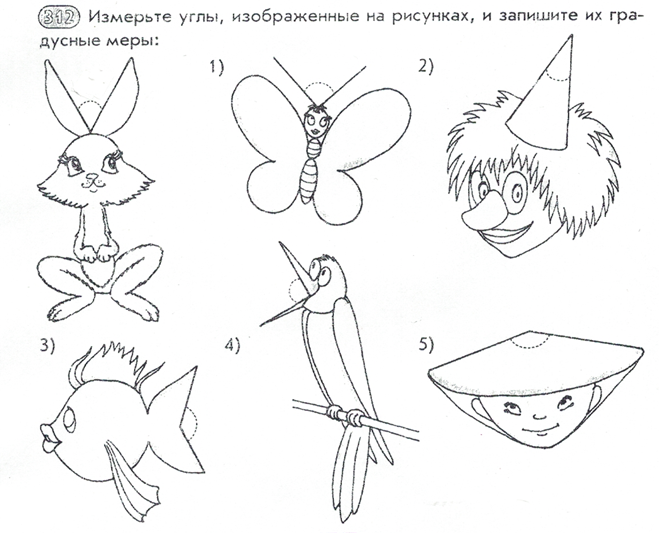 312 Измерьте углы, изображенные на рисунках, и запишите их гра-
дусные меры:
1)
2)
3)
4)
5)